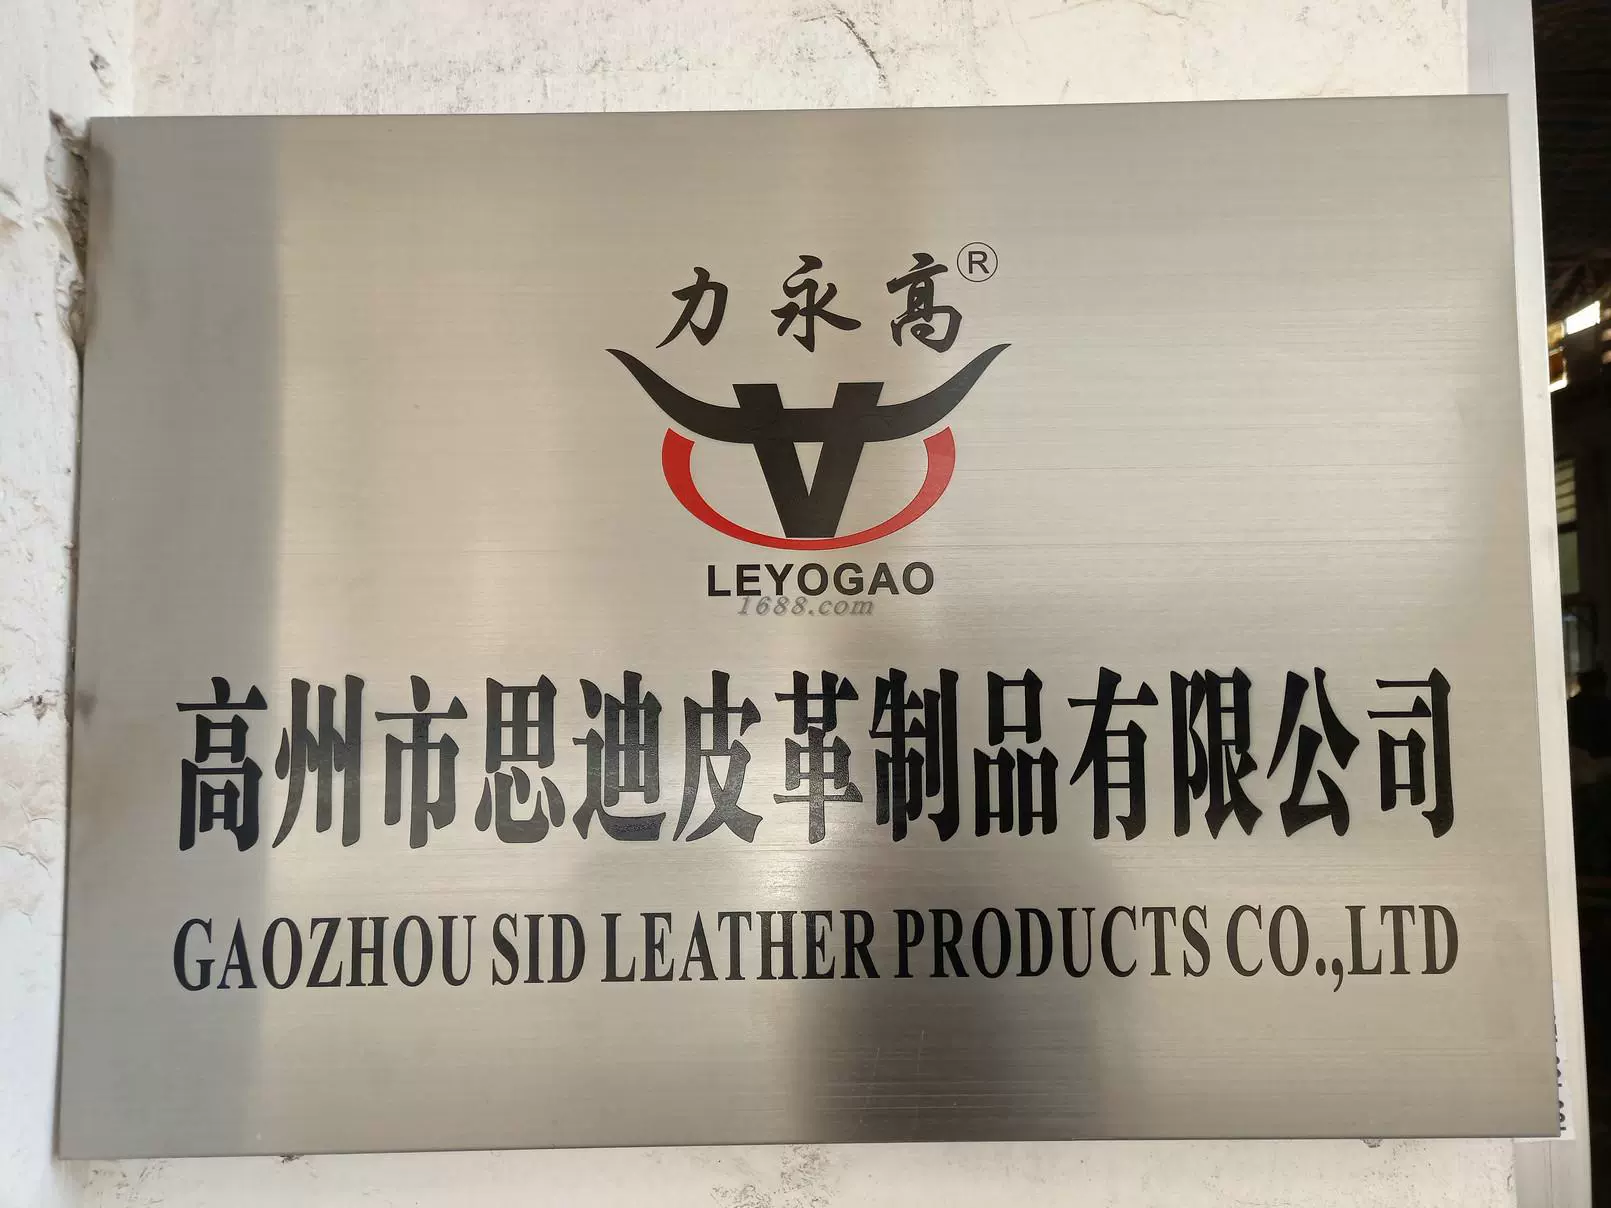 力永高®
LEYOGAO
1688.com
高州市思迪皮革制品有限公司
GAOZHOU SID LEATHER PRODUCTS CO.,LTD